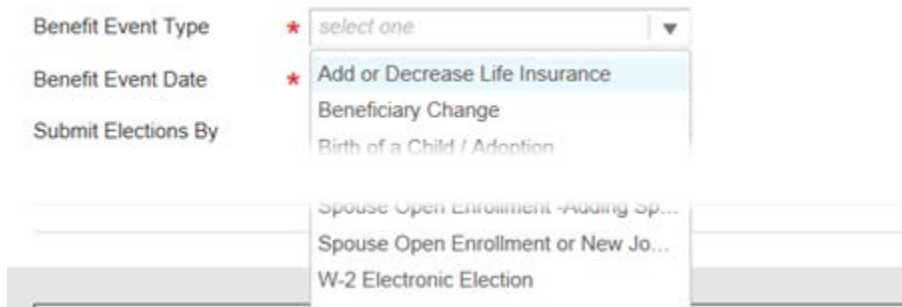 Benefit Event Type * select one
Benefit Event Date *
Add or Decrease Life Insurance
Beneficiary Change
Submit Elections By
Birth of a Child / Adoption
Spouse Open Enrollment -Adding Sp...
Spouse Open Enrollment or New Jo...
W-2 Electronic Election